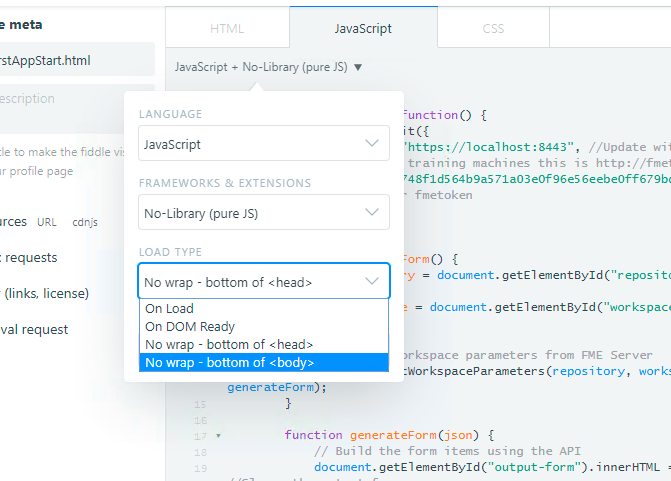 e meta
HTML
JavaScript
CSS
rstAppStart.html
JavaScript + No-Library (pure JS) ▼
escription
LANGUAGE
JavaScript
FRAMEWORKS & EXTENSIONS
No-Library (pure JS)
LOAD TYPE
No wrap - bottom of <head>
On Load
On DOM Ready
No wrap - bottom of <head>
No wrap - bottom of <body>
tle to make the fiddle vis
ur profile page
urces URL cdnjs
requests
(links, license)
val request
function() {
it({
"https://localhost:8443", //Update wit
training machines this is http://fme
748f1d564b9a571a03e0f96e56eebe0ff679bc
r fmetoken
Form() {
ry = document.getElementById("reposito
e = document.getElementById("workspace
orkspace parameters from FME Server
tWorkspaceParameters(repository, works
generateForm);
15 }
16
17 ▾ function generateForm(json) {
18 // Build the form items using the API
19 document.getElementById("output-form").innerHTML =